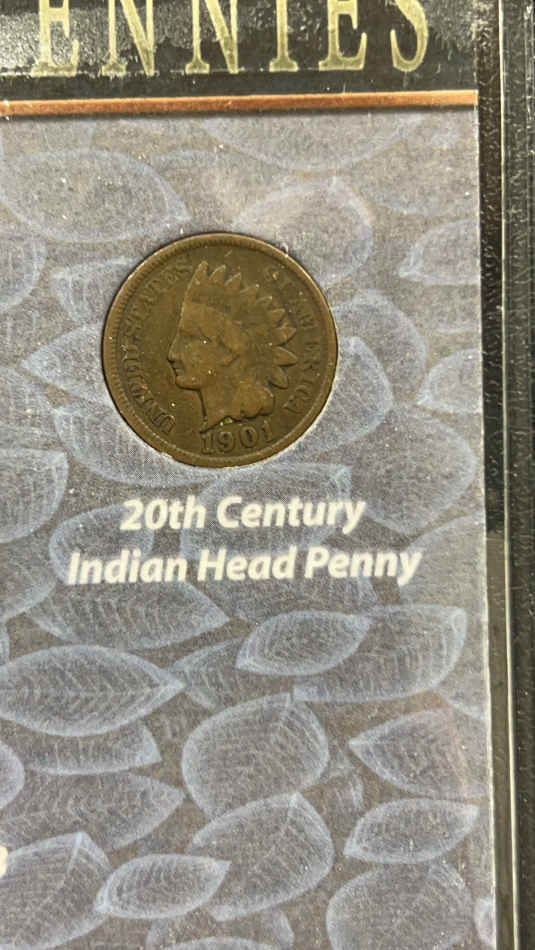 ENNIES
UNITED STATES OF AMERICA
1901
20th Century
Indian Head Penny